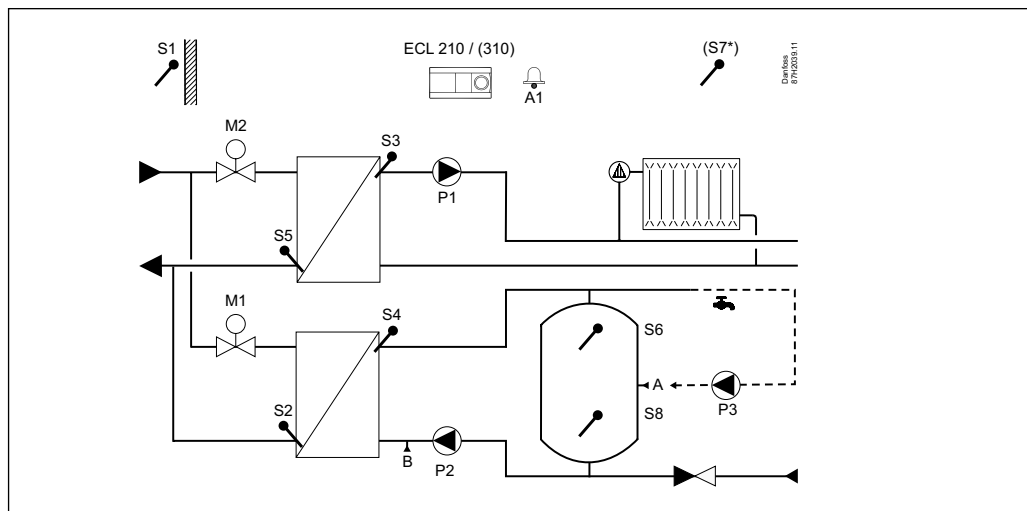 S1
ECL 210 / (310)
A1
(S7*)
Danfoss
87H2039.11
M2
S3
P1
S5
M1
S4
S6
A
P3
S8
S2
B
P2